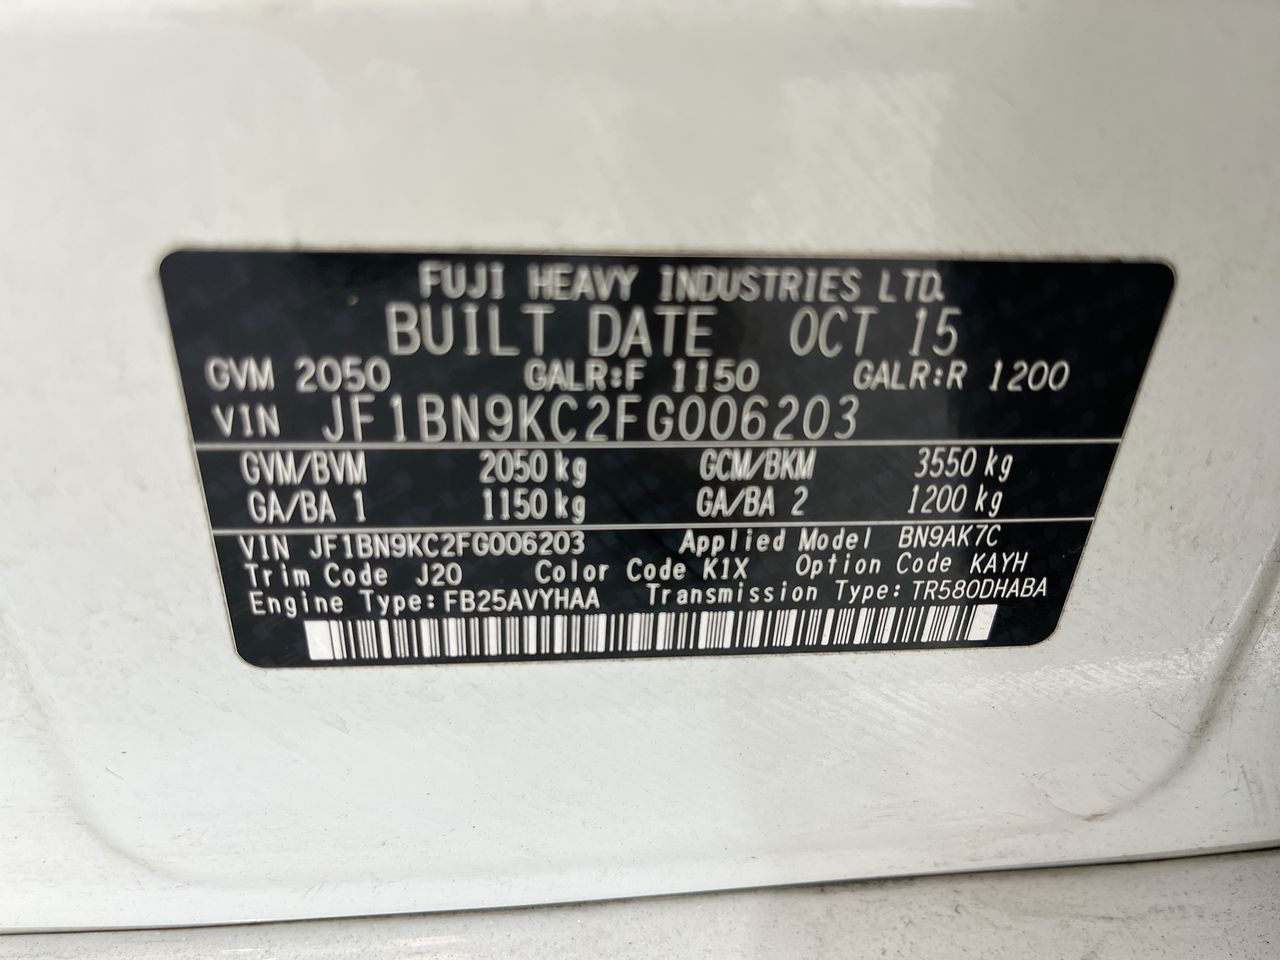 FUJI HEAVY INDUSTRIES LTD.
BUILT DATE OCT 15
GVM 2050 GALR:F 1150 GALR:R 1200
VIN JF1BN9KC2FG006203
GVM/BVM 2050 kg GCM/BKM 3550 kg
GA/BA 1 1150 kg GA/BA 2 1200 kg
VIN JF1BN9KC2FG006203 Applied Model BN9AK7C
Trim Code J20 Color Code K1X Option Code KAYH
Engine Type: FB25AVYHAA Transmission Type: TR580DHABA